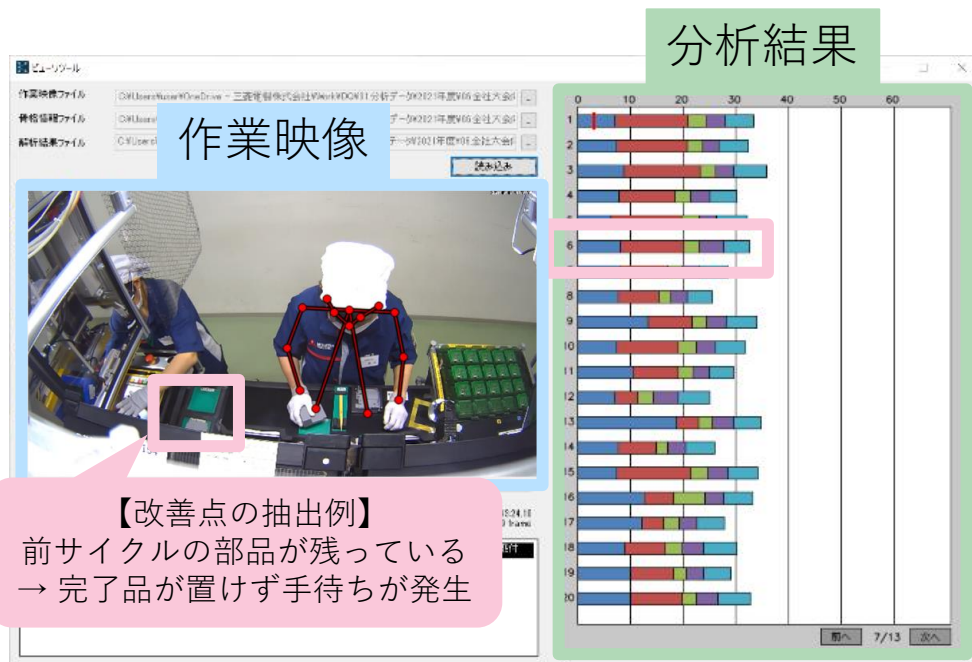 分析結果
ビューワツール
作業映像ファイル
骨格情報ファイル
解析結果ファイル
作業映像
読み込み
0 10 20 30 40 50 60
1
2
3
4
6
8
9
10
11
12
13
14
15
16
17
18
19
20
【改善点の抽出例】
前サイクルの部品が残っている
→ 完了品が置けず手待ちが発生
前へ 7/13 次へ